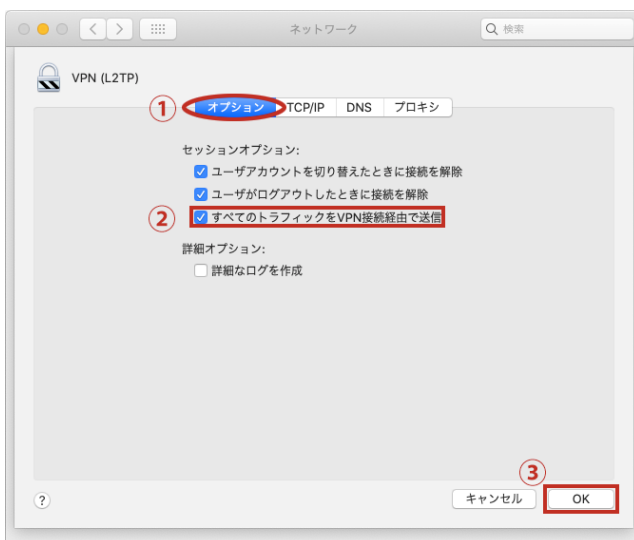 ネットワーク
検索
VPN (L2TP)
① オプション TCP/IP DNS プロキシ
セッションオプション:
ユーザアカウントを切り替えたときに接続を解除
ユーザがログアウトしたときに接続を解除
② すべてのトラフィックをVPN接続経由で送信
詳細オプション:
詳細なログを作成
③
? キャンセル OK